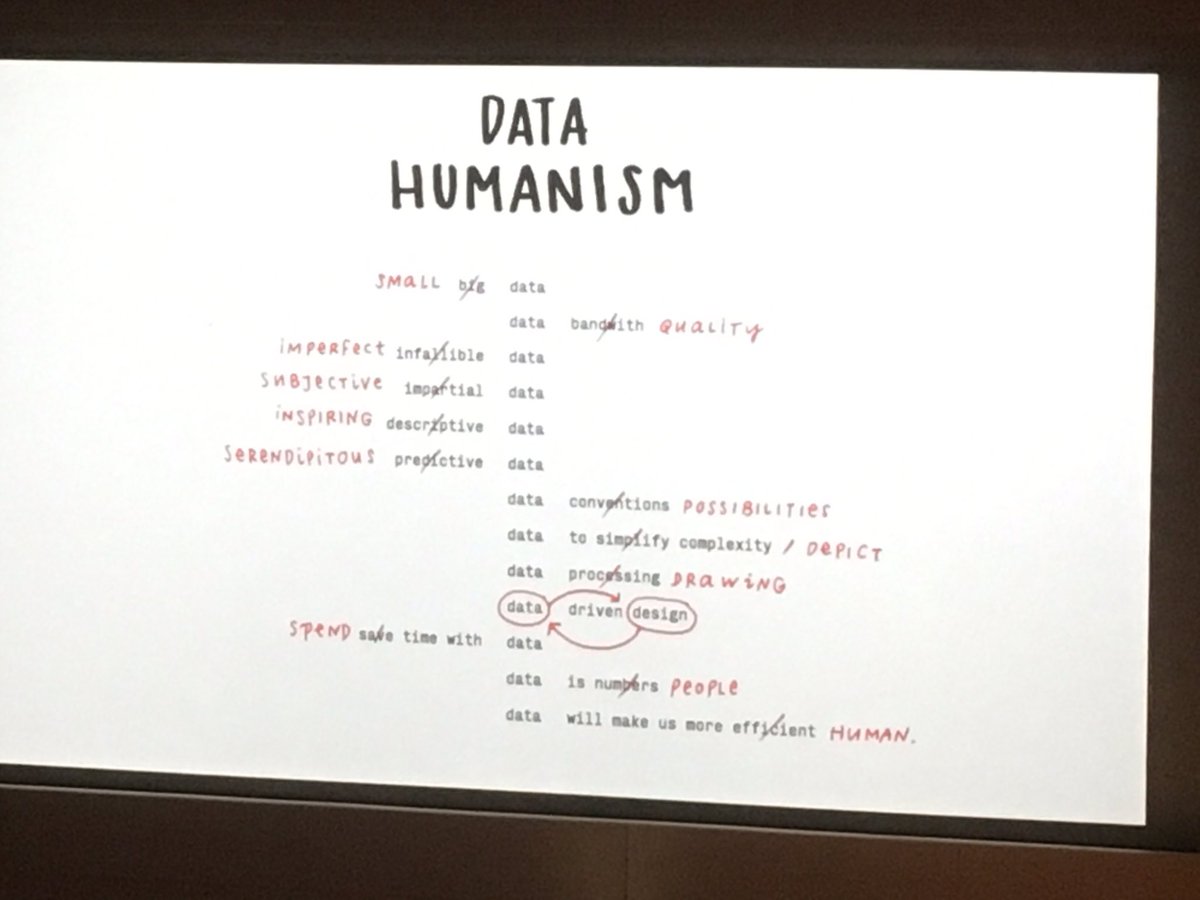 DATA
HUMANISM
SMALL big data
data bandwith QUALITY
IMPERFECT infallible data
SUBJECTIVE impartial data
INSPIRING descriptive data
SERENDIPITOUS predictive data
data conventions POSSIBILITIES
data to simplify complexity / DEPICT
data processing DRAWING
data driven design
SPEND save time with data
data is numbers PEOPLE
data will make us more efficient HUMAN.